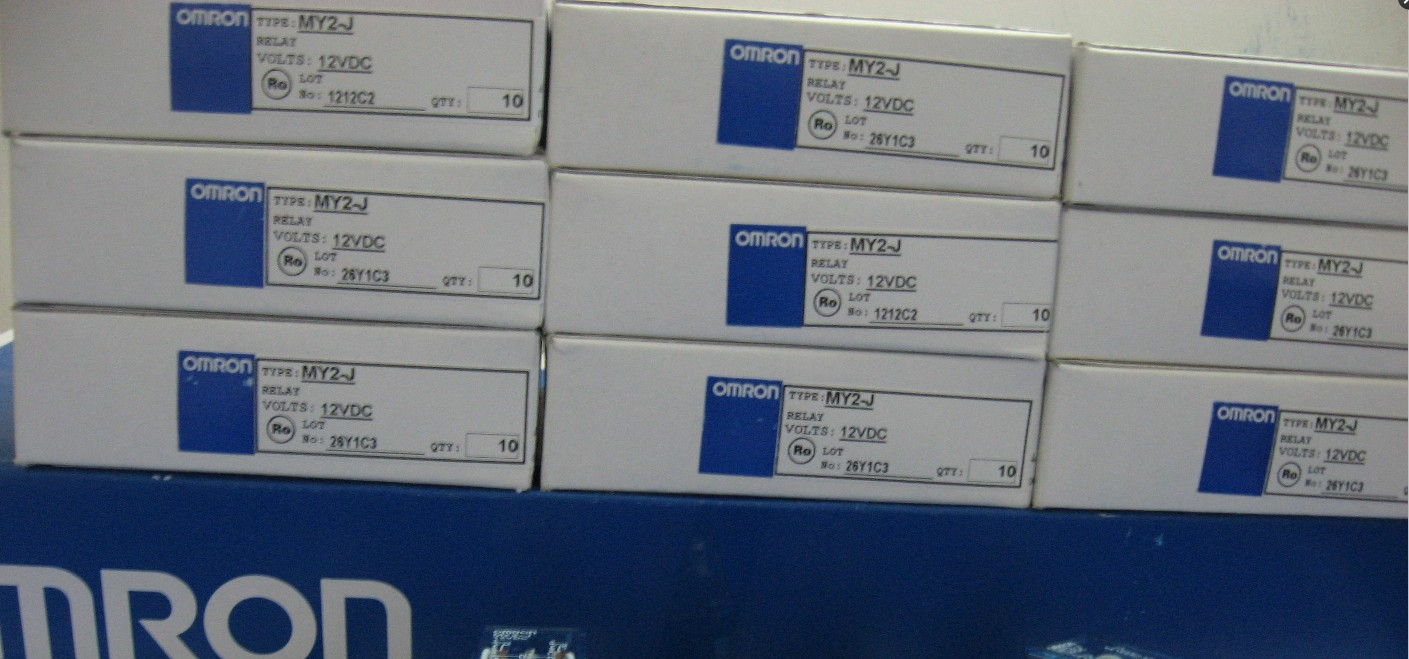 OMRON
TYPE: MY2-J
RELAY
VOLTS: 12VDC
Ro LOT
No: 1212C2 QTY: 10
OMRON
TYPE: MY2-J
RELAY
VOLTS: 12VDC
Ro LOT
No: 26Y1C3 QTY: 10
OMRON
TYPE: MY2-J
RELAY
VOLTS: 12VDC
Ro LOT
No: 26Y1C3
OMRON
TYPE: MY2-J
RELAY
VOLTS: 12VDC
Ro LOT
No: 26Y1C3 QTY: 10
OMRON
TYPE: MY2-J
RELAY
VOLTS: 12VDC
Ro LOT
No: 1212C2 QTY: 10
OMRON
TYPE: MY2-J
RELAY
VOLTS: 12VDC
Ro LOT
No: 26Y1C3
OMRON
TYPE: MY2-J
RELAY
VOLTS: 12VDC
Ro LOT
No: 26Y1C3 QTY: 10
OMRON
TYPE: MY2-J
RELAY
VOLTS: 12VDC
Ro LOT
No: 26Y1C3 QTY: 10
OMRON
TYPE: MY2-J
RELAY
VOLTS: 12VDC
Ro LOT
No: 26Y1C3
MRON
omron